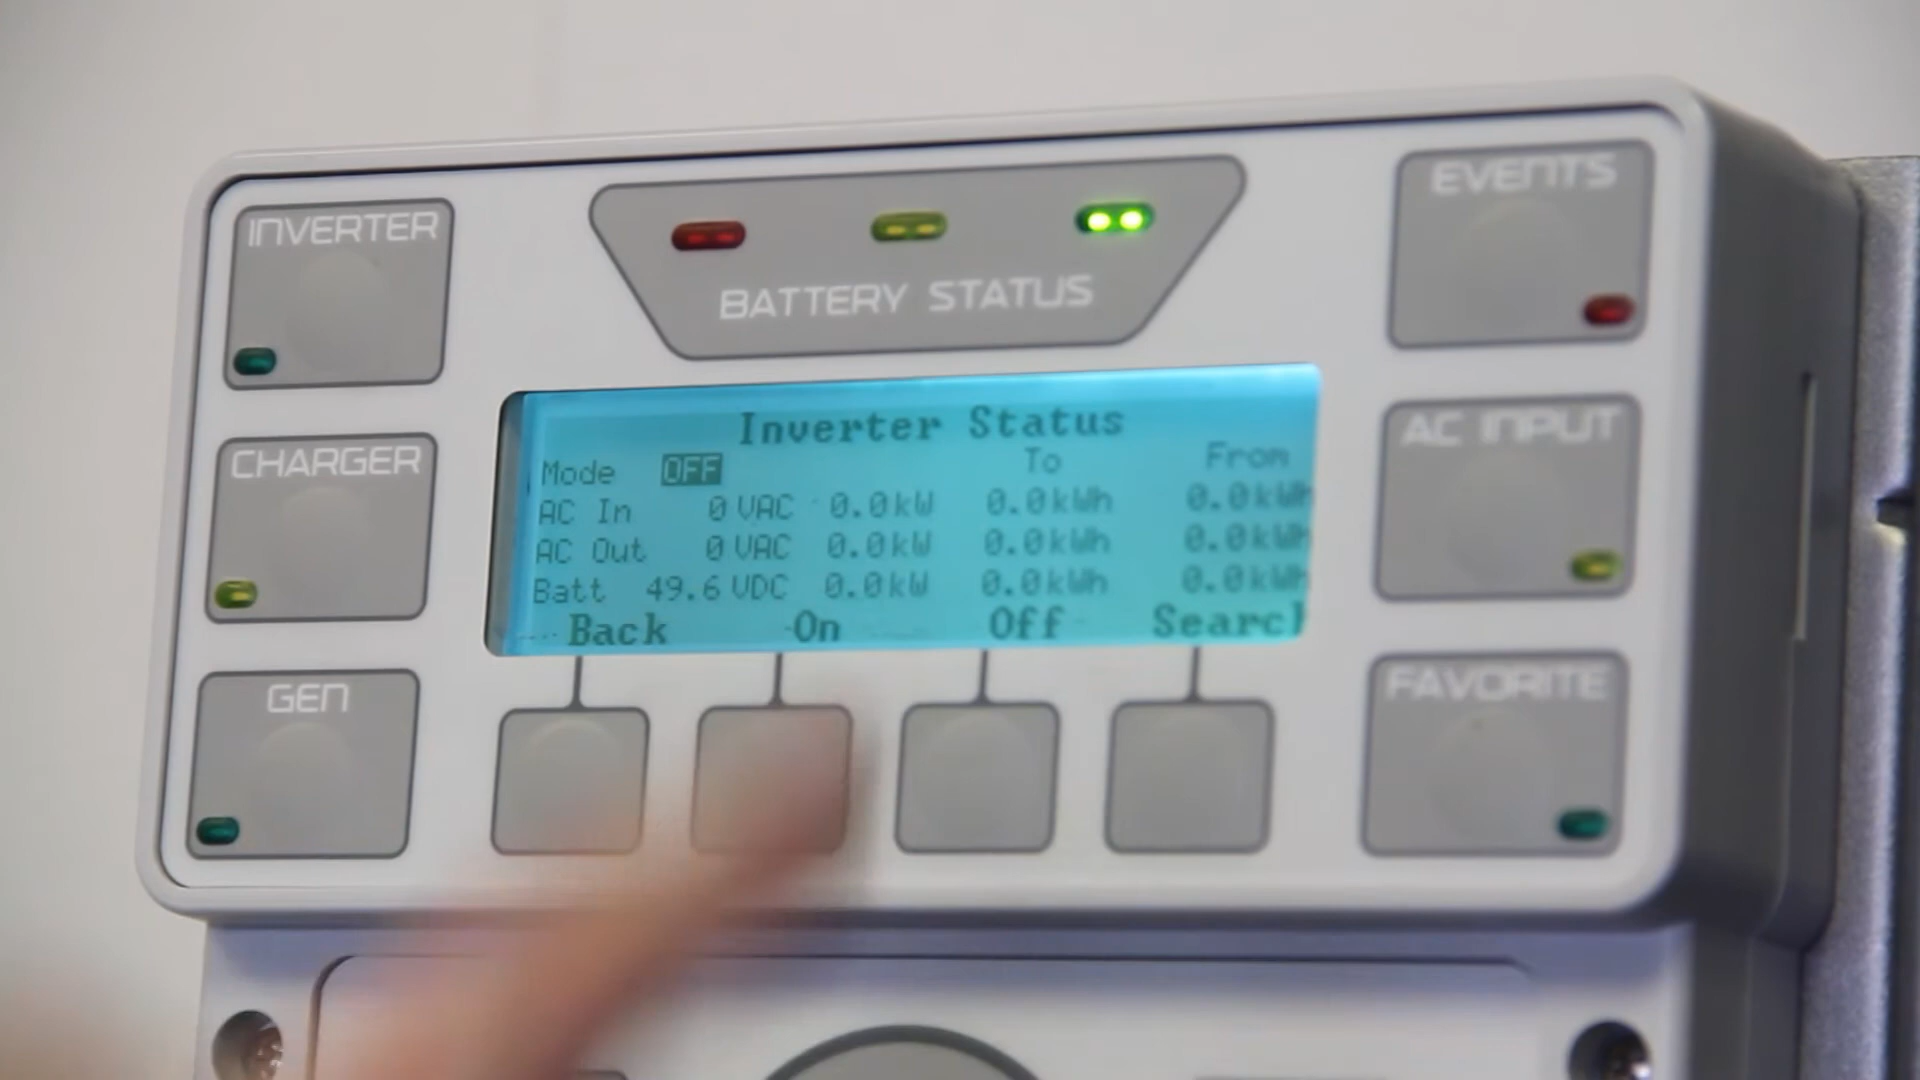 INVERTER
BATTERY STATUS
EVENTS
CHARGER
AC INPUT
GEN
FAVORITE
Inverter Status
Mode OFF To From
AC In 0 VAC 0.0kW 0.0kWh 0.0kWh
AC Out 0 VAC 0.0kW 0.0kWh 0.0kWh
Batt 49.6 VDC 0.0kW 0.0kWh 0.0kWh
Back On Off Search